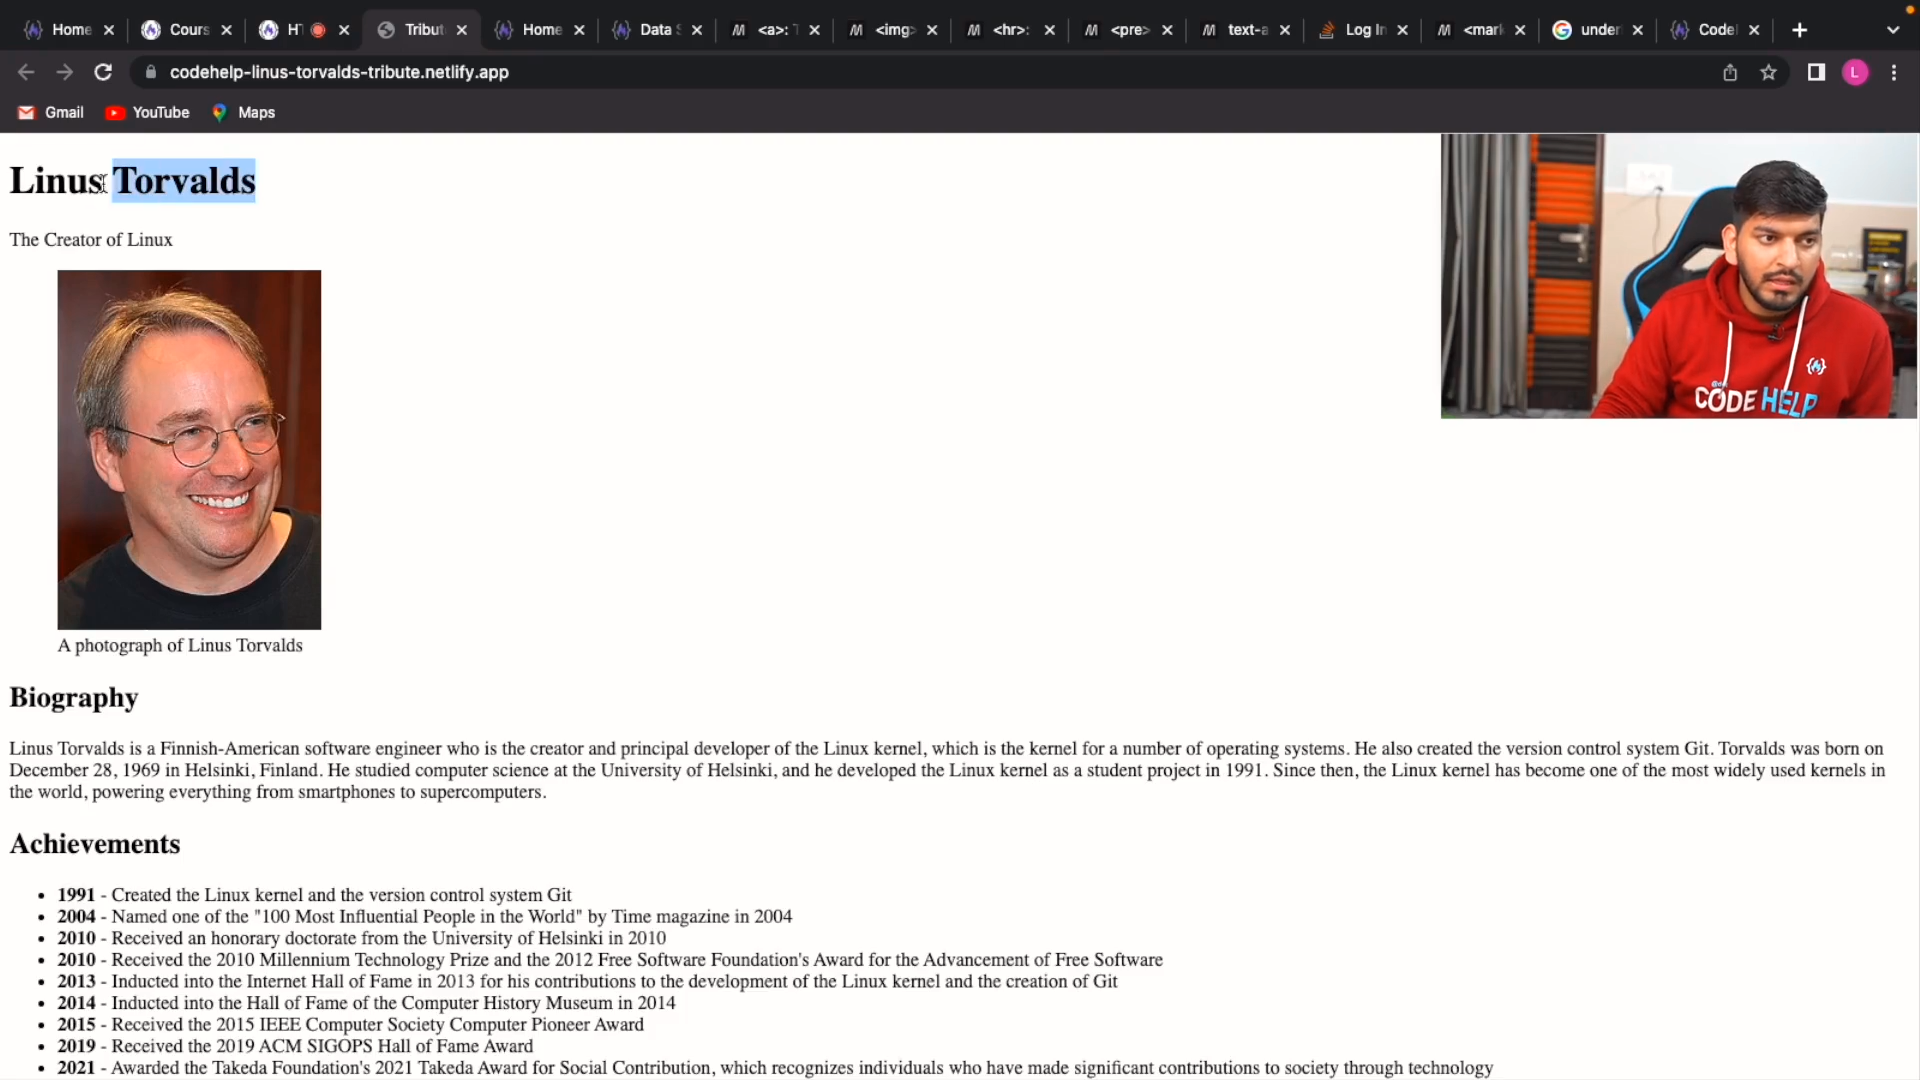 Home
Cours
HT
Tribut
Home
Data S
<a>: T
<img>
<hr>:
<pre>
text-a
Log In
<mark
under
Codel
codehelp-linus-torvalds-tribute.netlify.app
L
Gmail
YouTube
Maps
Linus Torvalds
The Creator of Linux
CODE HELP
A photograph of Linus Torvalds
Biography
Linus Torvalds is a Finnish-American software engineer who is the creator and principal developer of the Linux kernel, which is the kernel for a number of operating systems. He also created the version control system Git. Torvalds was born on
December 28, 1969 in Helsinki, Finland. He studied computer science at the University of Helsinki, and he developed the Linux kernel as a student project in 1991. Since then, the Linux kernel has become one of the most widely used kernels in
the world, powering everything from smartphones to supercomputers.
Achievements
• 1991 - Created the Linux kernel and the version control system Git
• 2004 - Named one of the "100 Most Influential People in the World" by Time magazine in 2004
• 2010 - Received an honorary doctorate from the University of Helsinki in 2010
• 2010 - Received the 2010 Millennium Technology Prize and the 2012 Free Software Foundation's Award for the Advancement of Free Software
• 2013 - Inducted into the Internet Hall of Fame in 2013 for his contributions to the development of the Linux kernel and the creation of Git
• 2014 - Inducted into the Hall of Fame of the Computer History Museum in 2014
• 2015 - Received the 2015 IEEE Computer Society Computer Pioneer Award
• 2019 - Received the 2019 ACM SIGOPS Hall of Fame Award
• 2021 - Awarded the Takeda Foundation's 2021 Takeda Award for Social Contribution, which recognizes individuals who have made significant contributions to society through technology